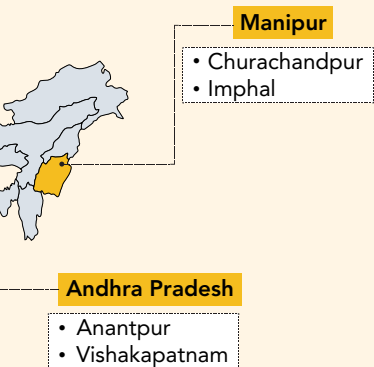 Manipur
• Churachandpur
• Imphal
Andhra Pradesh
• Anantpur
• Vishakapatnam